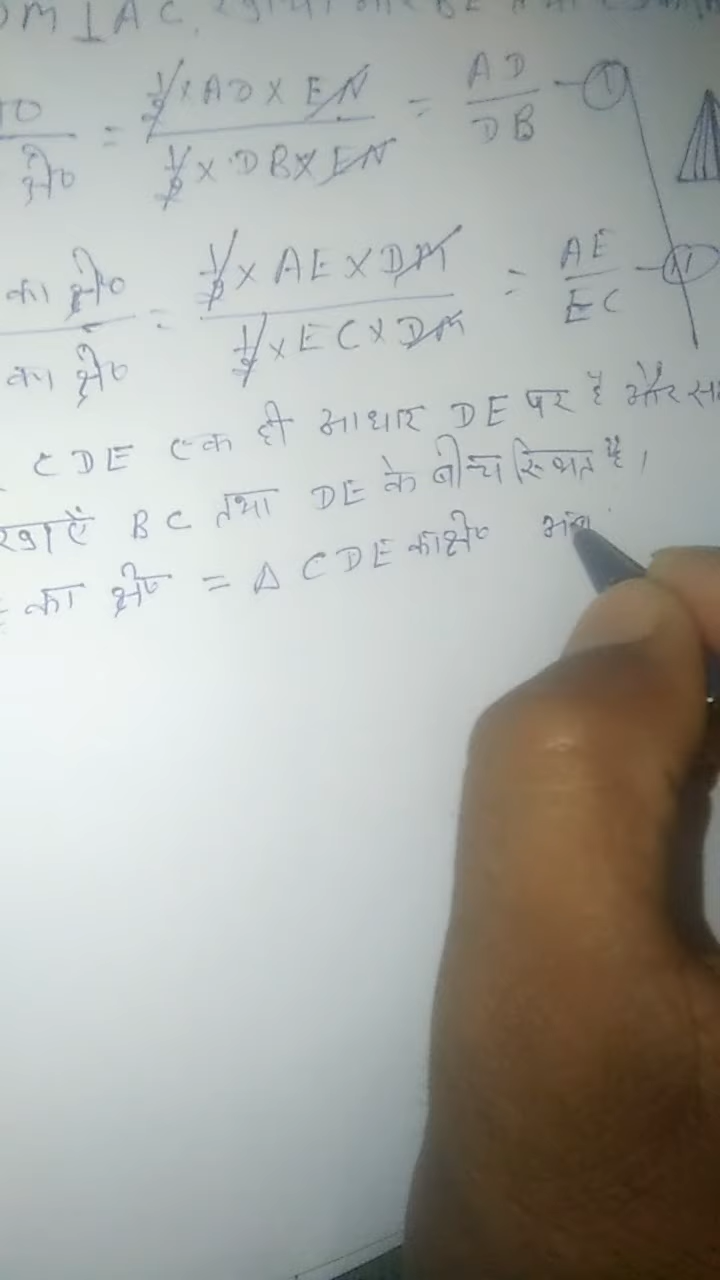 DM ⊥ AC,
क्षे० = 1/2 × AD × EN / 1/2 × DB × EN = AD / DB — (I)
का क्षे० / का क्षे० = 1/2 × AE × DM / 1/2 × EC × DM = AE / EC — (II)
CDE एक ही आधार DE पर हैं और
BC तथा DE के बीच स्थित हैं।
का क्षे० = Δ CDE का क्षे०